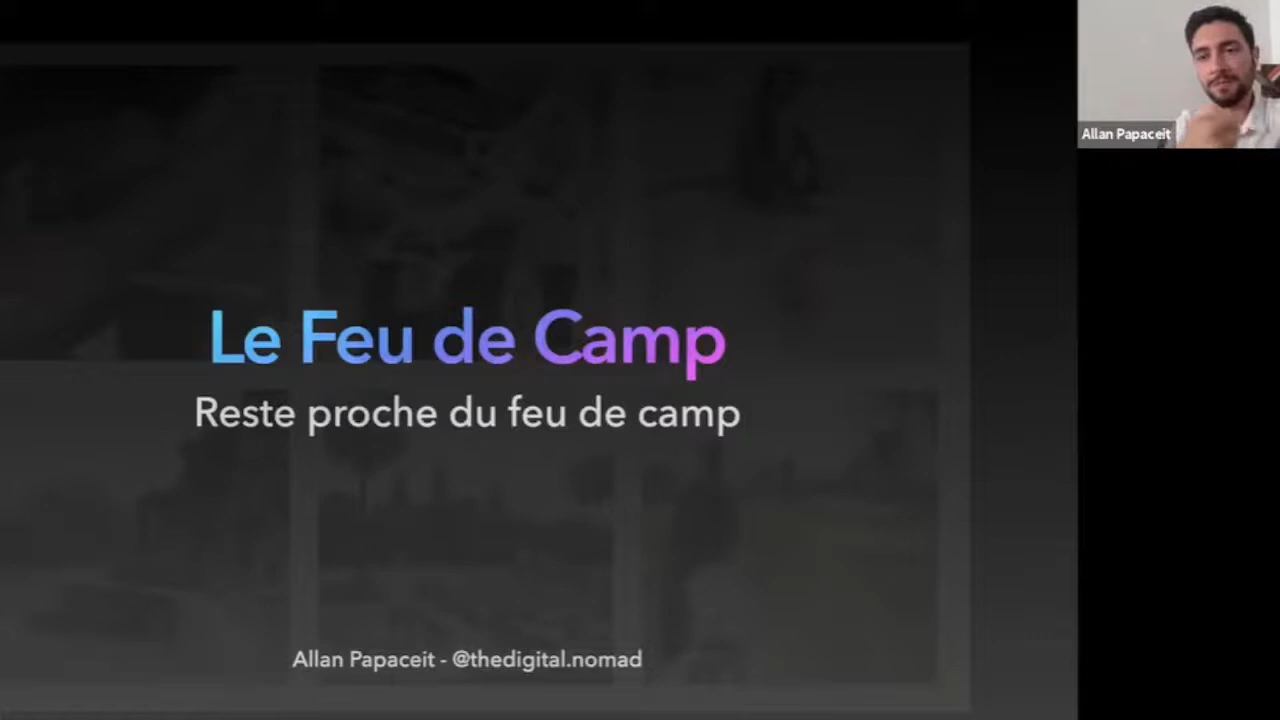 Le Feu de Camp
Reste proche du feu de camp
Allan Papaceit - @thedigital.nomad
Allan Papaceit